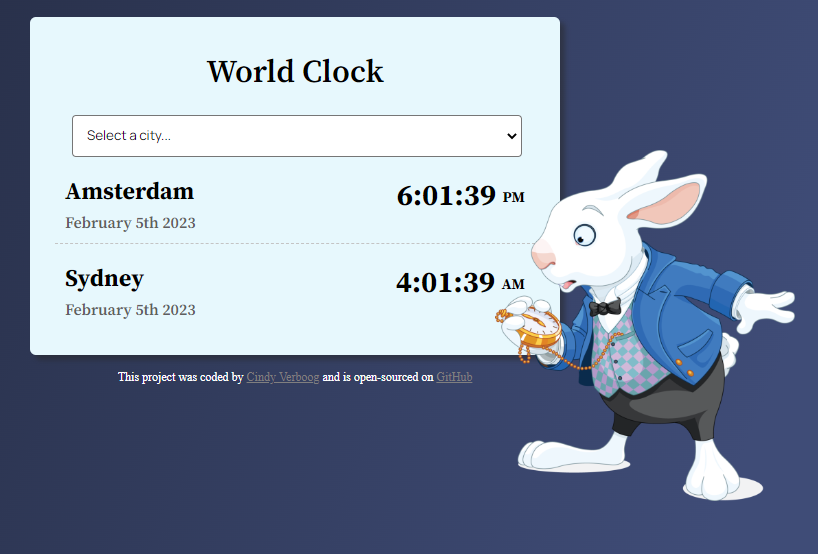 World Clock
Select a city...
Amsterdam 6:01:39 PM
February 5th 2023
Sydney 4:01:39 AM
February 5th 2023
This project was coded by Cindy Verboog and is open-sourced on GitHub